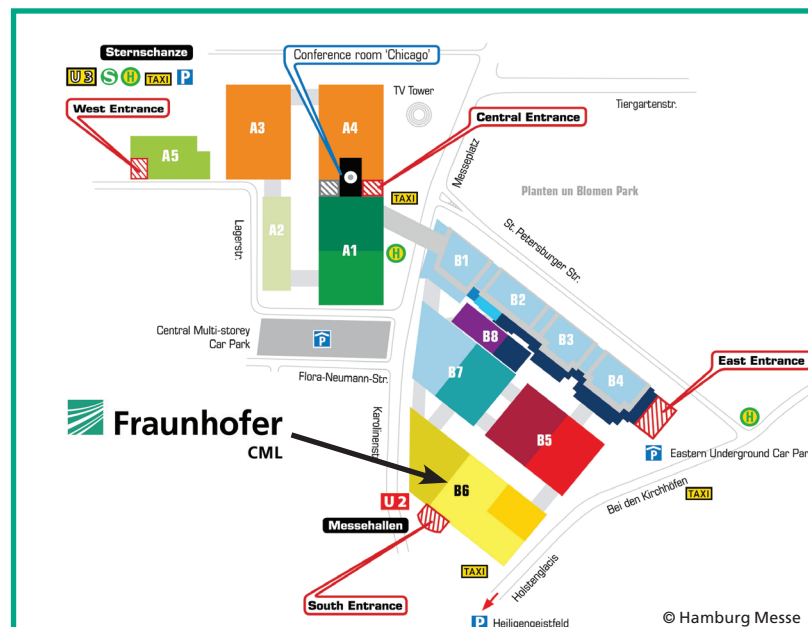 Sternschanze
U3 S H TAXI P
West Entrance
A5
A3
A4
Conference room 'Chicago'
TV Tower
Central Entrance
TAXI
Tiergartenstr.
Messeplatz
Planten un Blomen Park
St. Petersburger Str.
Lagerstr.
A2
A1
H
B1
B2
B3
B4
B8
B7
B5
B6
Central Multi-storey
Car Park
P
Flora-Neumann-Str.
Karolinenstr
East Entrance
H
P Eastern Underground Car Par
Bei den Kirchhöfen
TAXI
Fraunhofer
CML
U2
Messehallen
South Entrance
TAXI
Holstenglacis
P Heiligengeistfeld
© Hamburg Messe